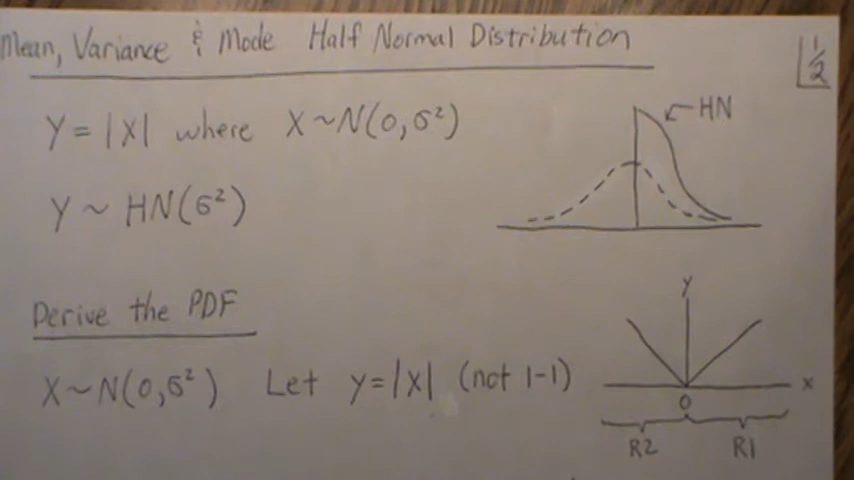 Mean, Variance & Mode Half Normal Distribution
1/2
Y = |X| where X ~ N(0, σ²)
HN
Y ~ HN(σ²)
Derive the PDF
X ~ N(0, σ²) Let y = |x| (not 1-1)
y
x
0
R2 R1